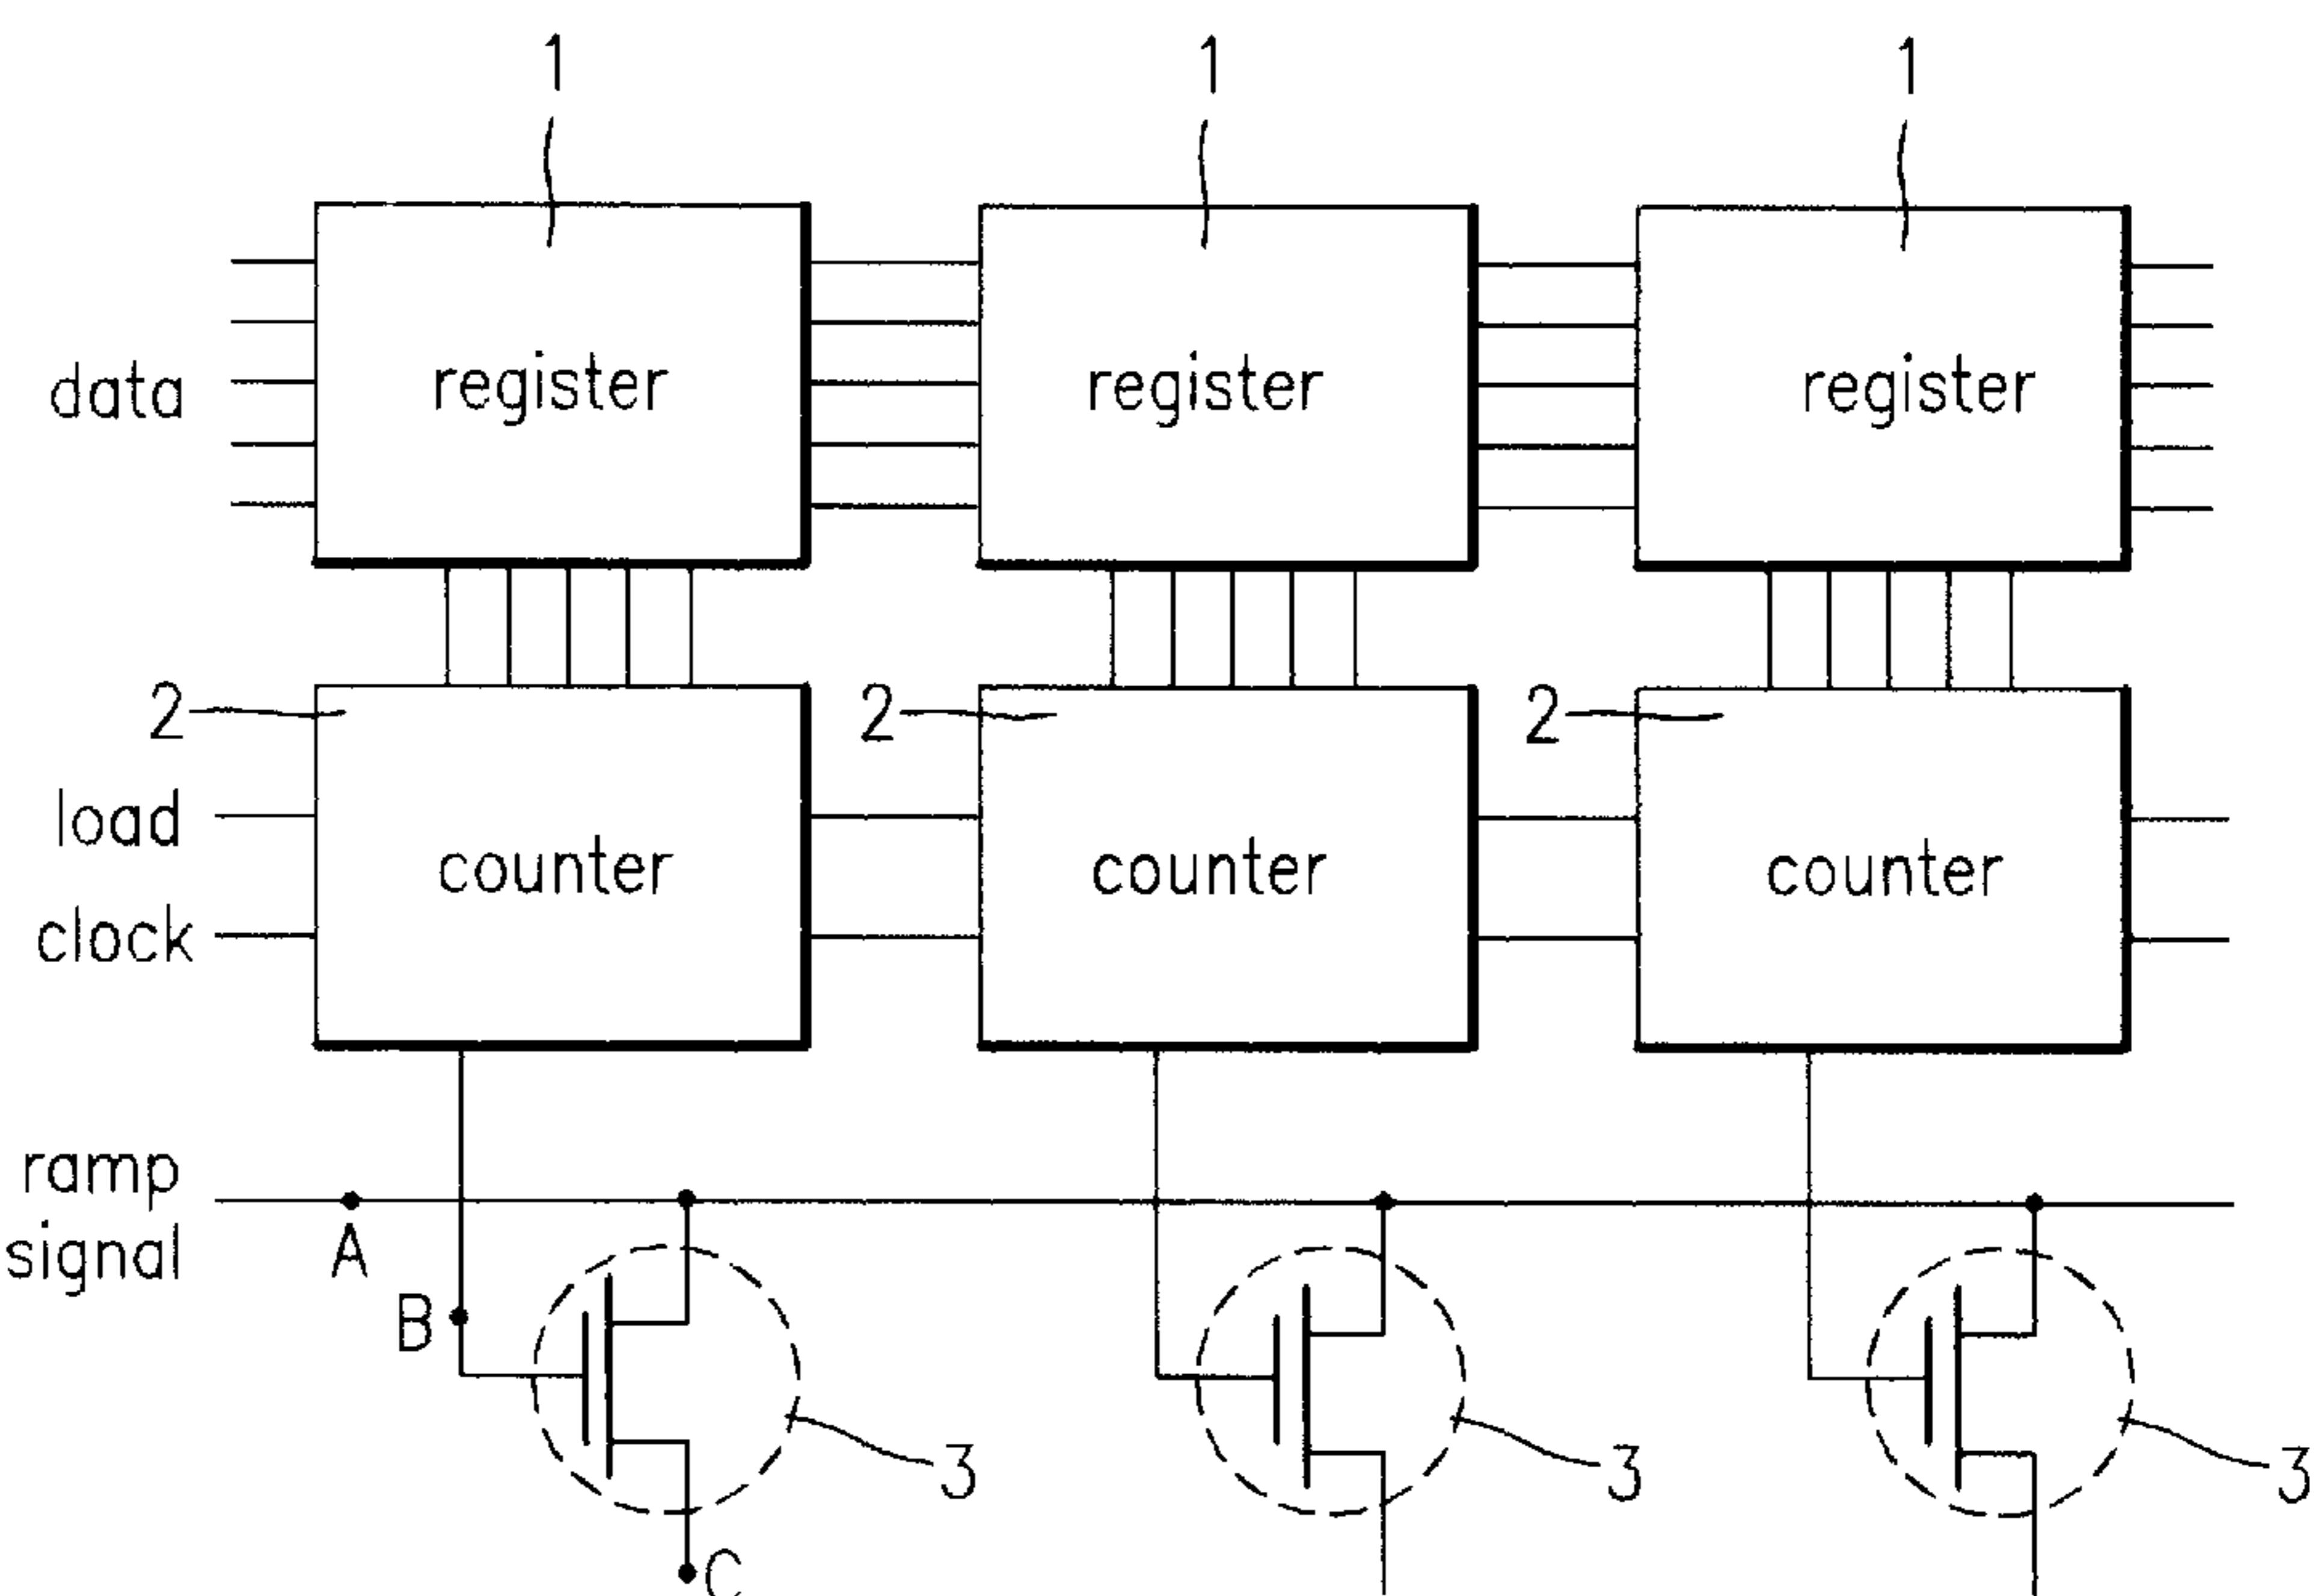 1 1 1
data register register register
2 2 2
load
counter counter counter
clock
ramp
signal
A
B
3 3 3
C